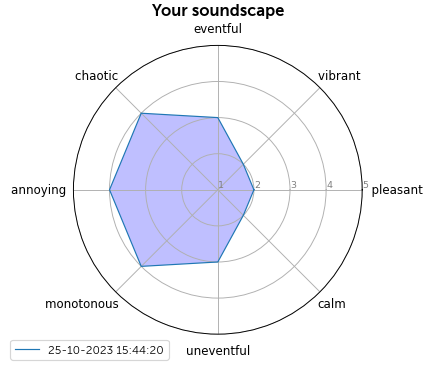 Your soundscape
eventful
chaotic
vibrant
annoying
1
2
3
4
5
pleasant
monotonous
calm
uneventful
25-10-2023 15:44:20